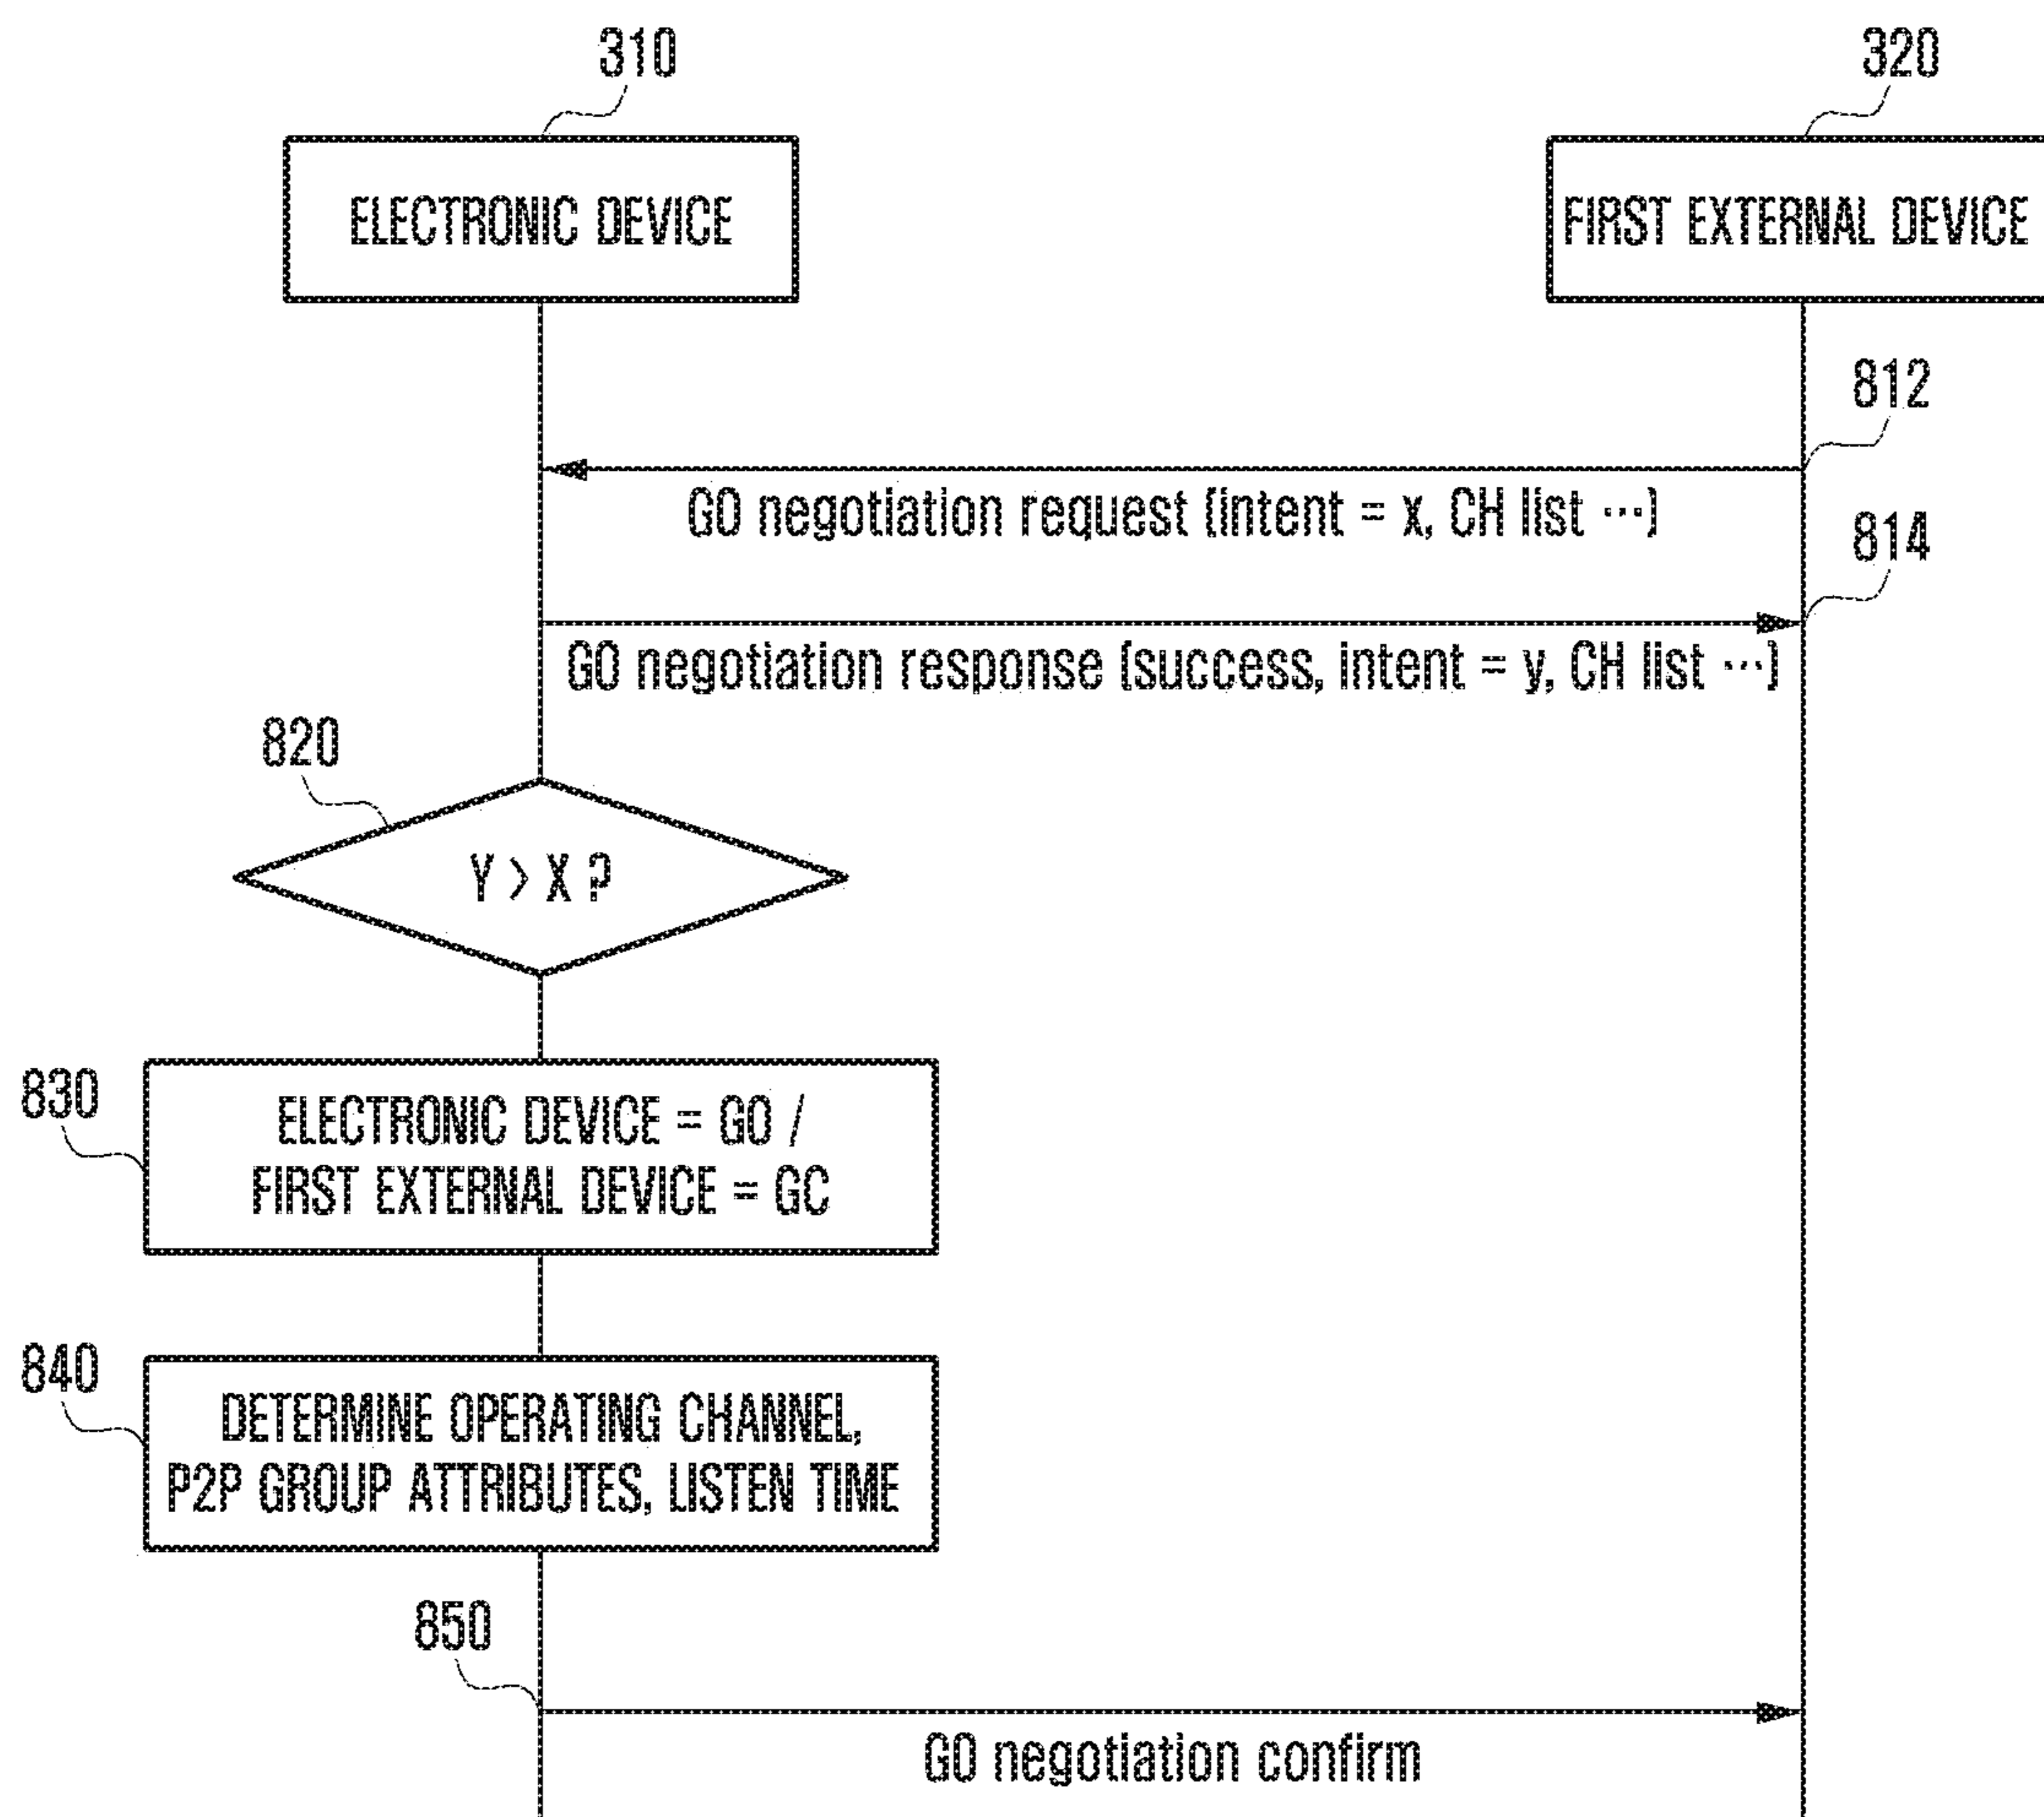 310
320
ELECTRONIC DEVICE
FIRST EXTERNAL DEVICE
812
GO negotiation request (intent = x, CH list ···)
814
GO negotiation response (success, intent = y, CH list ···)
820
Y > X ?
830
ELECTRONIC DEVICE = GO /
FIRST EXTERNAL DEVICE = GC
840
DETERMINE OPERATING CHANNEL,
P2P GROUP ATTRIBUTES, LISTEN TIME
850
GO negotiation confirm